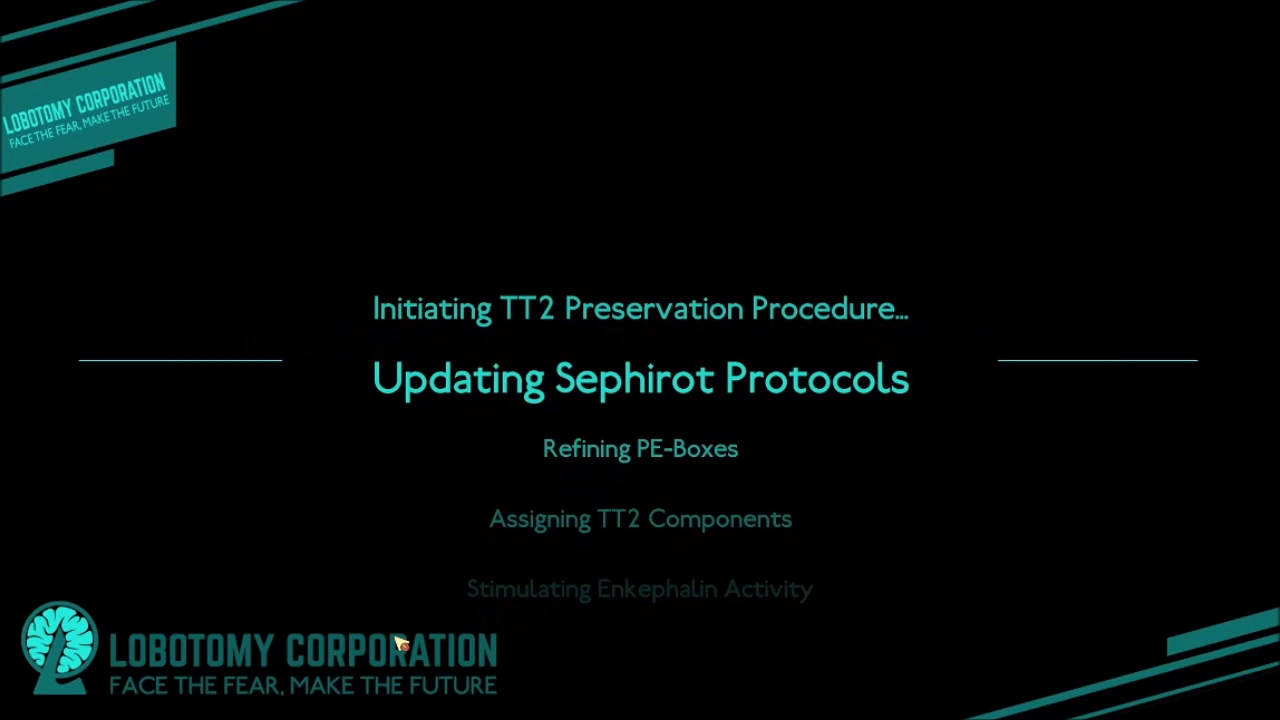 LOBOTOMY CORPORATION
FACE THE FEAR, MAKE THE FUTURE
Initiating TT2 Preservation Procedure...
Updating Sephirot Protocols
Refining PE-Boxes
Assigning TT2 Components
Stimulating Enkephalin Activity
LOBOTOMY CORPORATION
FACE THE FEAR, MAKE THE FUTURE